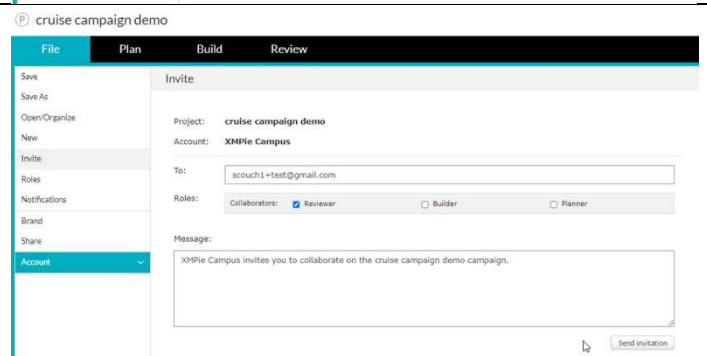 P cruise campaign demo
File Plan Build Review
Save
Save As
Open/Organize
New
Invite
Roles
Notifications
Brand
Share
Account
Invite
Project: cruise campaign demo
Account: XMPie Campus
To: scouch1+test@gmail.com
Roles: Collaborators: Reviewer Builder Planner
Message:
XMPie Campus invites you to collaborate on the cruise campaign demo campaign.
Send invitation